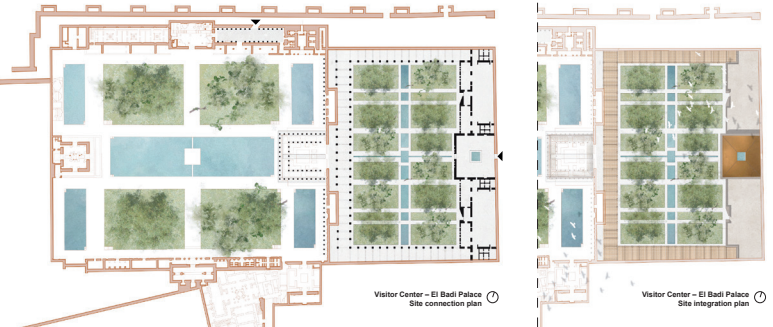 Visitor Center – El Badi Palace
Site connection plan
Visitor Center – El Badi Palace
Site integration plan